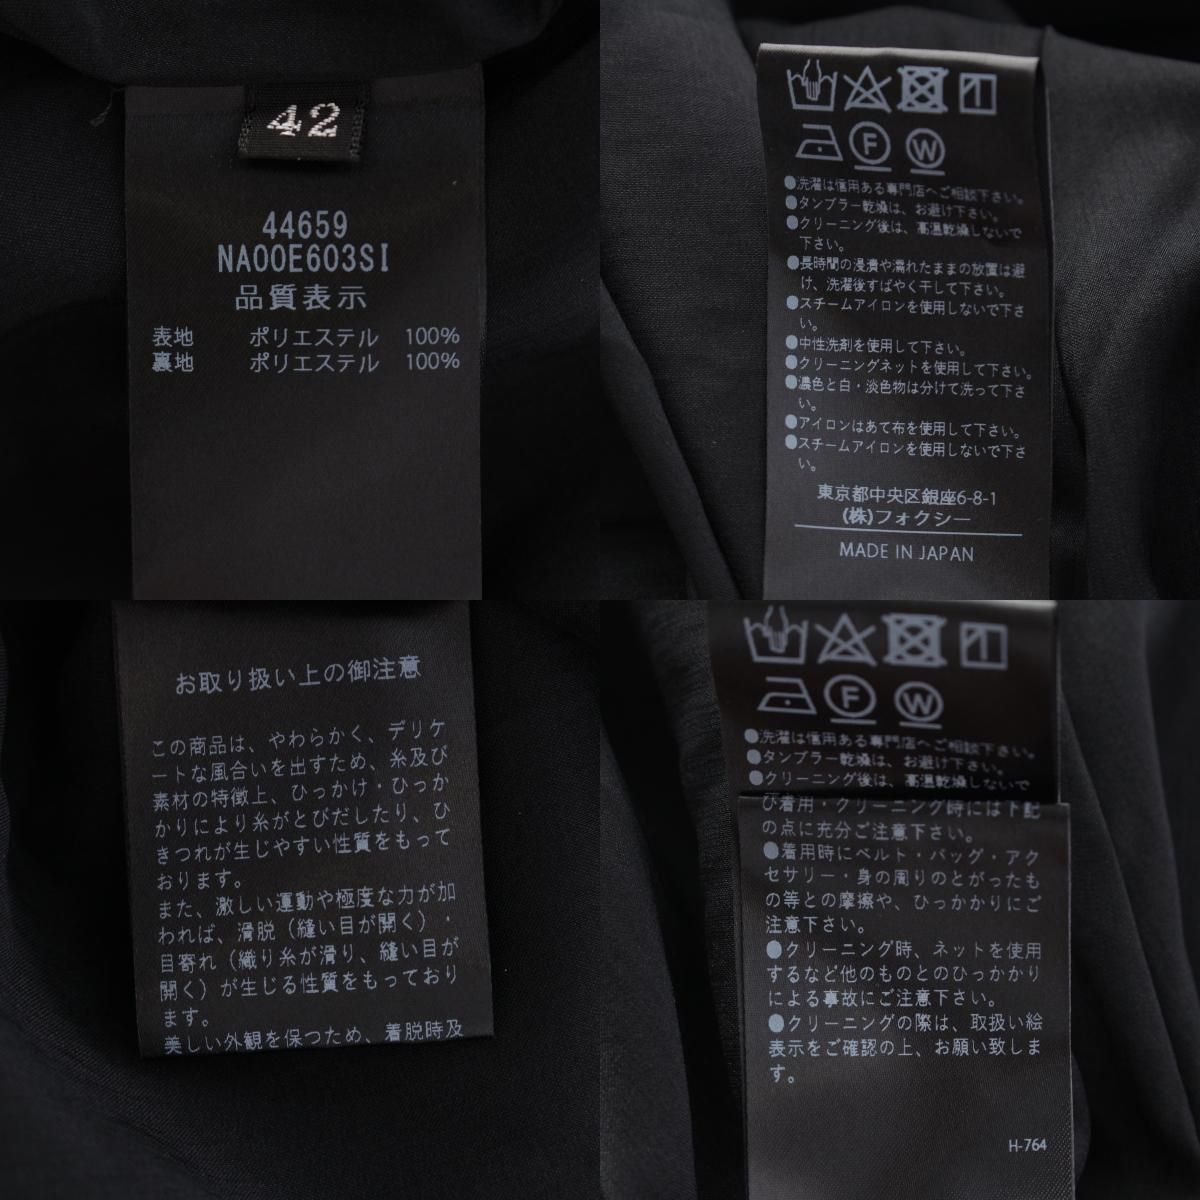 42
44659
NA00E603SI
品質表示
表地 ポリエステル 100%
裏地 ポリエステル 100%
F W
●洗濯は信用ある専門店へご相談下さい。
●タンブラー乾燥は、お避け下さい。
●クリーニング後は、高温乾燥しないで
下さい。
●長時間の浸漬や濡れたままの放置は避
け、洗濯後すばやく干して下さい。
●スチームアイロンを使用しないで下さ
い。
●中性洗剤を使用して下さい。
●クリーニングネットを使用して下さい。
●濃色と白・淡色物は分けて洗って下さ
い。
●アイロンはあて布を使用して下さい。
●スチームアイロンを使用しないで下さ
い。
東京都中央区銀座6-8-1
(株)フォクシー
MADE IN JAPAN
お取り扱い上の御注意
この商品は、やわらかく、デリケ
ートな風合いを出すため、糸及び
素材の特徴上、ひっかけ・ひっか
かりにより糸がとびだしたり、ひ
きつれが生じやすい性質をもって
おります。
また、激しい運動や極度な力が加
われば、滑脱（縫い目が開く）・
目寄れ（織り糸が滑り、縫い目が
開く）が生じる性質をもっており
ます。
美しい外観を保つため、着脱時及
F W
●洗濯は信用ある専門店へご相談下さい。
●タンブラー乾燥は、お避け下さい。
●クリーニング後は、高温乾燥しないで
び着用・クリーニング時には下記
の点に充分ご注意下さい。
●着用時にベルト・バッグ・アク
セサリー・身の周りのとがったも
の等との摩擦や、ひっかかりにご
注意下さい。
●クリーニング時、ネットを使用
するなど他のものとのひっかかり
による事故にご注意下さい。
●クリーニングの際は、取扱い絵
表示をご確認の上、お願い致しま
す。
H-764